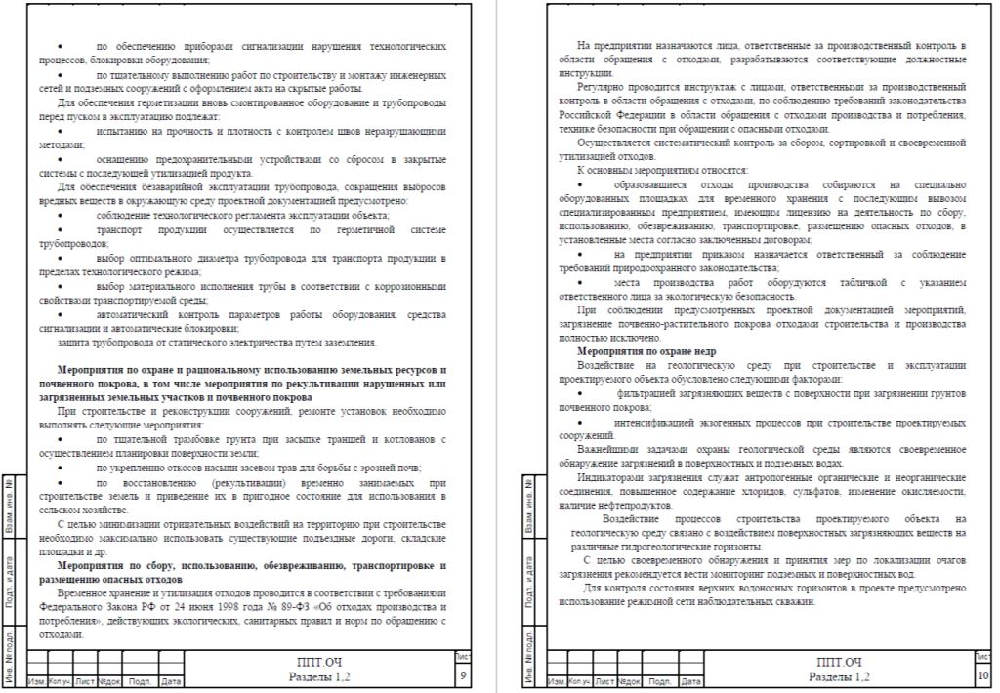 • по обеспечению приборами сигнализации нарушения технологических
процессов, блокировки оборудования;
• по тщательному выполнению работ по строительству и монтажу инженерных
сетей и подземных сооружений с оформлением акта на скрытые работы.
Для обеспечения герметизации вновь смонтированное оборудование и трубопроводы
перед пуском в эксплуатацию подлежат:
• испытанию на прочность и плотность с контролем швов неразрушающими
методами;
• оснащению предохранительными устройствами со сбросом в закрытые
системы с последующей утилизацией продукта.
Для обеспечения безаварийной эксплуатации трубопровода, сокращения выбросов
вредных веществ в окружающую среду проектной документацией предусмотрено:
• соблюдение технологического регламента эксплуатации объекта;
• транспорт продукции осуществляется по герметичной системе
трубопроводов;
• выбор оптимального диаметра трубопровода для транспорта продукции в
пределах технологического режима;
• выбор материального исполнения трубы в соответствии с коррозионными
свойствами транспортируемой среды;
• автоматический контроль параметров работы оборудования, средства
сигнализации и автоматические блокировки;
защита трубопровода от статического электричества путем заземления.
Мероприятия по охране и рациональному использованию земельных ресурсов и
почвенного покрова, в том числе мероприятия по рекультивации нарушенных или
загрязненных земельных участков и почвенного покрова
При строительстве и реконструкции сооружений, ремонте установок необходимо
выполнять следующие мероприятия:
• по тщательной трамбовке грунта при засыпке траншей и котлованов с
осуществлением планировки поверхности земли;
• по укреплению откосов насыпи засевом трав для борьбы с эрозией почв;
• по восстановлению (рекультивации) временно занимаемых при
строительстве земель и приведение их в пригодное состояние для использования в
сельском хозяйстве.
С целью минимизации отрицательных воздействий на территорию при строительстве
необходимо максимально использовать существующие подъездные дороги, складские
площадки и др.
Мероприятия по сбору, использованию, обезвреживанию, транспортировке и
размещению опасных отходов
Временное хранение и утилизация отходов проводится в соответствии с требованиями
Федерального Закона РФ от 24 июня 1998 года № 89-ФЗ «Об отходах производства и
потребления», действующих экологических, санитарных правил и норм по обращению с
отходами.
Взам. инв. №
Подп. и дата
Инв. № подл.
Изм. Кол.уч. Лист №док Подп. Дата
ППТ.ОЧ
Разделы 1,2
Лист
9
На предприятии назначаются лица, ответственные за производственный контроль в
области обращения с отходами, разрабатываются соответствующие должностные
инструкции.
Регулярно проводится инструктаж с лицами, ответственными за производственный
контроль в области обращения с отходами, по соблюдению требований законодательства
Российской Федерации в области обращения с отходами производства и потребления,
технике безопасности при обращении с опасными отходами.
Осуществляется систематический контроль за сбором, сортировкой и своевременной
утилизацией отходов.
К основным мероприятиям относятся:
• образовавшиеся отходы производства собираются на специально
оборудованных площадках для временного хранения с последующим вывозом
специализированным предприятием, имеющим лицензию на деятельность по сбору,
использованию, обезвреживанию, транспортировке, размещению опасных отходов, в
установленные места согласно заключенным договорам;
• на предприятии приказом назначается ответственный за соблюдение
требований природоохранного законодательства;
• места производства работ оборудуются табличкой с указанием
ответственного лица за экологическую безопасность.
При соблюдении предусмотренных проектной документацией мероприятий,
загрязнение почвенно-растительного покрова отходами строительства и производства
полностью исключено.
Мероприятия по охране недр
Воздействие на геологическую среду при строительстве и эксплуатации
проектируемого объекта обусловлено следующими факторами:
• фильтрацией загрязняющих веществ с поверхности при загрязнении грунтов
почвенного покрова;
• интенсификацией экзогенных процессов при строительстве проектируемых
сооружений.
Важнейшими задачами охраны геологической среды являются своевременное
обнаружение загрязнений в поверхностных и подземных водах.
Индикаторами загрязнения служат антропогенные органические и неорганические
соединения, повышенное содержание хлоридов, сульфатов, изменение окисляемости,
наличие нефтепродуктов.
Воздействие процессов строительства проектируемого объекта на
геологическую среду связано с воздействием поверхностных загрязняющих веществ на
различные гидрогеологические горизонты.
С целью своевременного обнаружения и принятия мер по локализации очагов
загрязнения рекомендуется вести мониторинг подземных и поверхностных вод.
Для контроля состояния верхних водоносных горизонтов в проекте предусмотрено
использование режимной сети наблюдательных скважин.
Взам. инв. №
Подп. и дата
Инв. № подл.
Изм. Кол.уч. Лист №док Подп. Дата
ППТ.ОЧ
Разделы 1,2
Лист
10